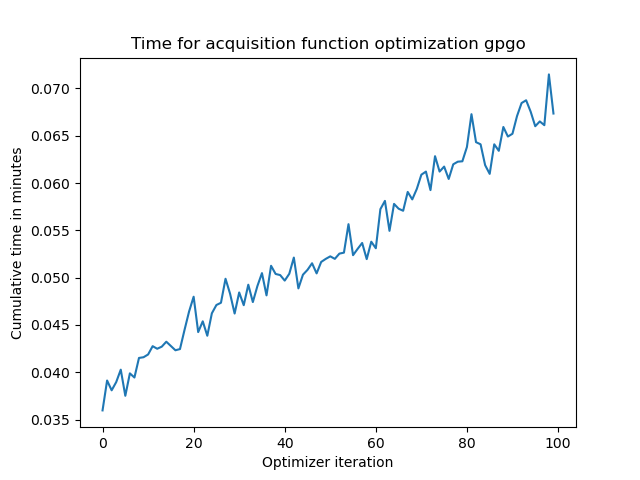 Time for acquisition function optimization gpgo
Cumulative time in minutes
0.070
0.065
0.060
0.055
0.050
0.045
0.040
0.035
0 20 40 60 80 100
Optimizer iteration